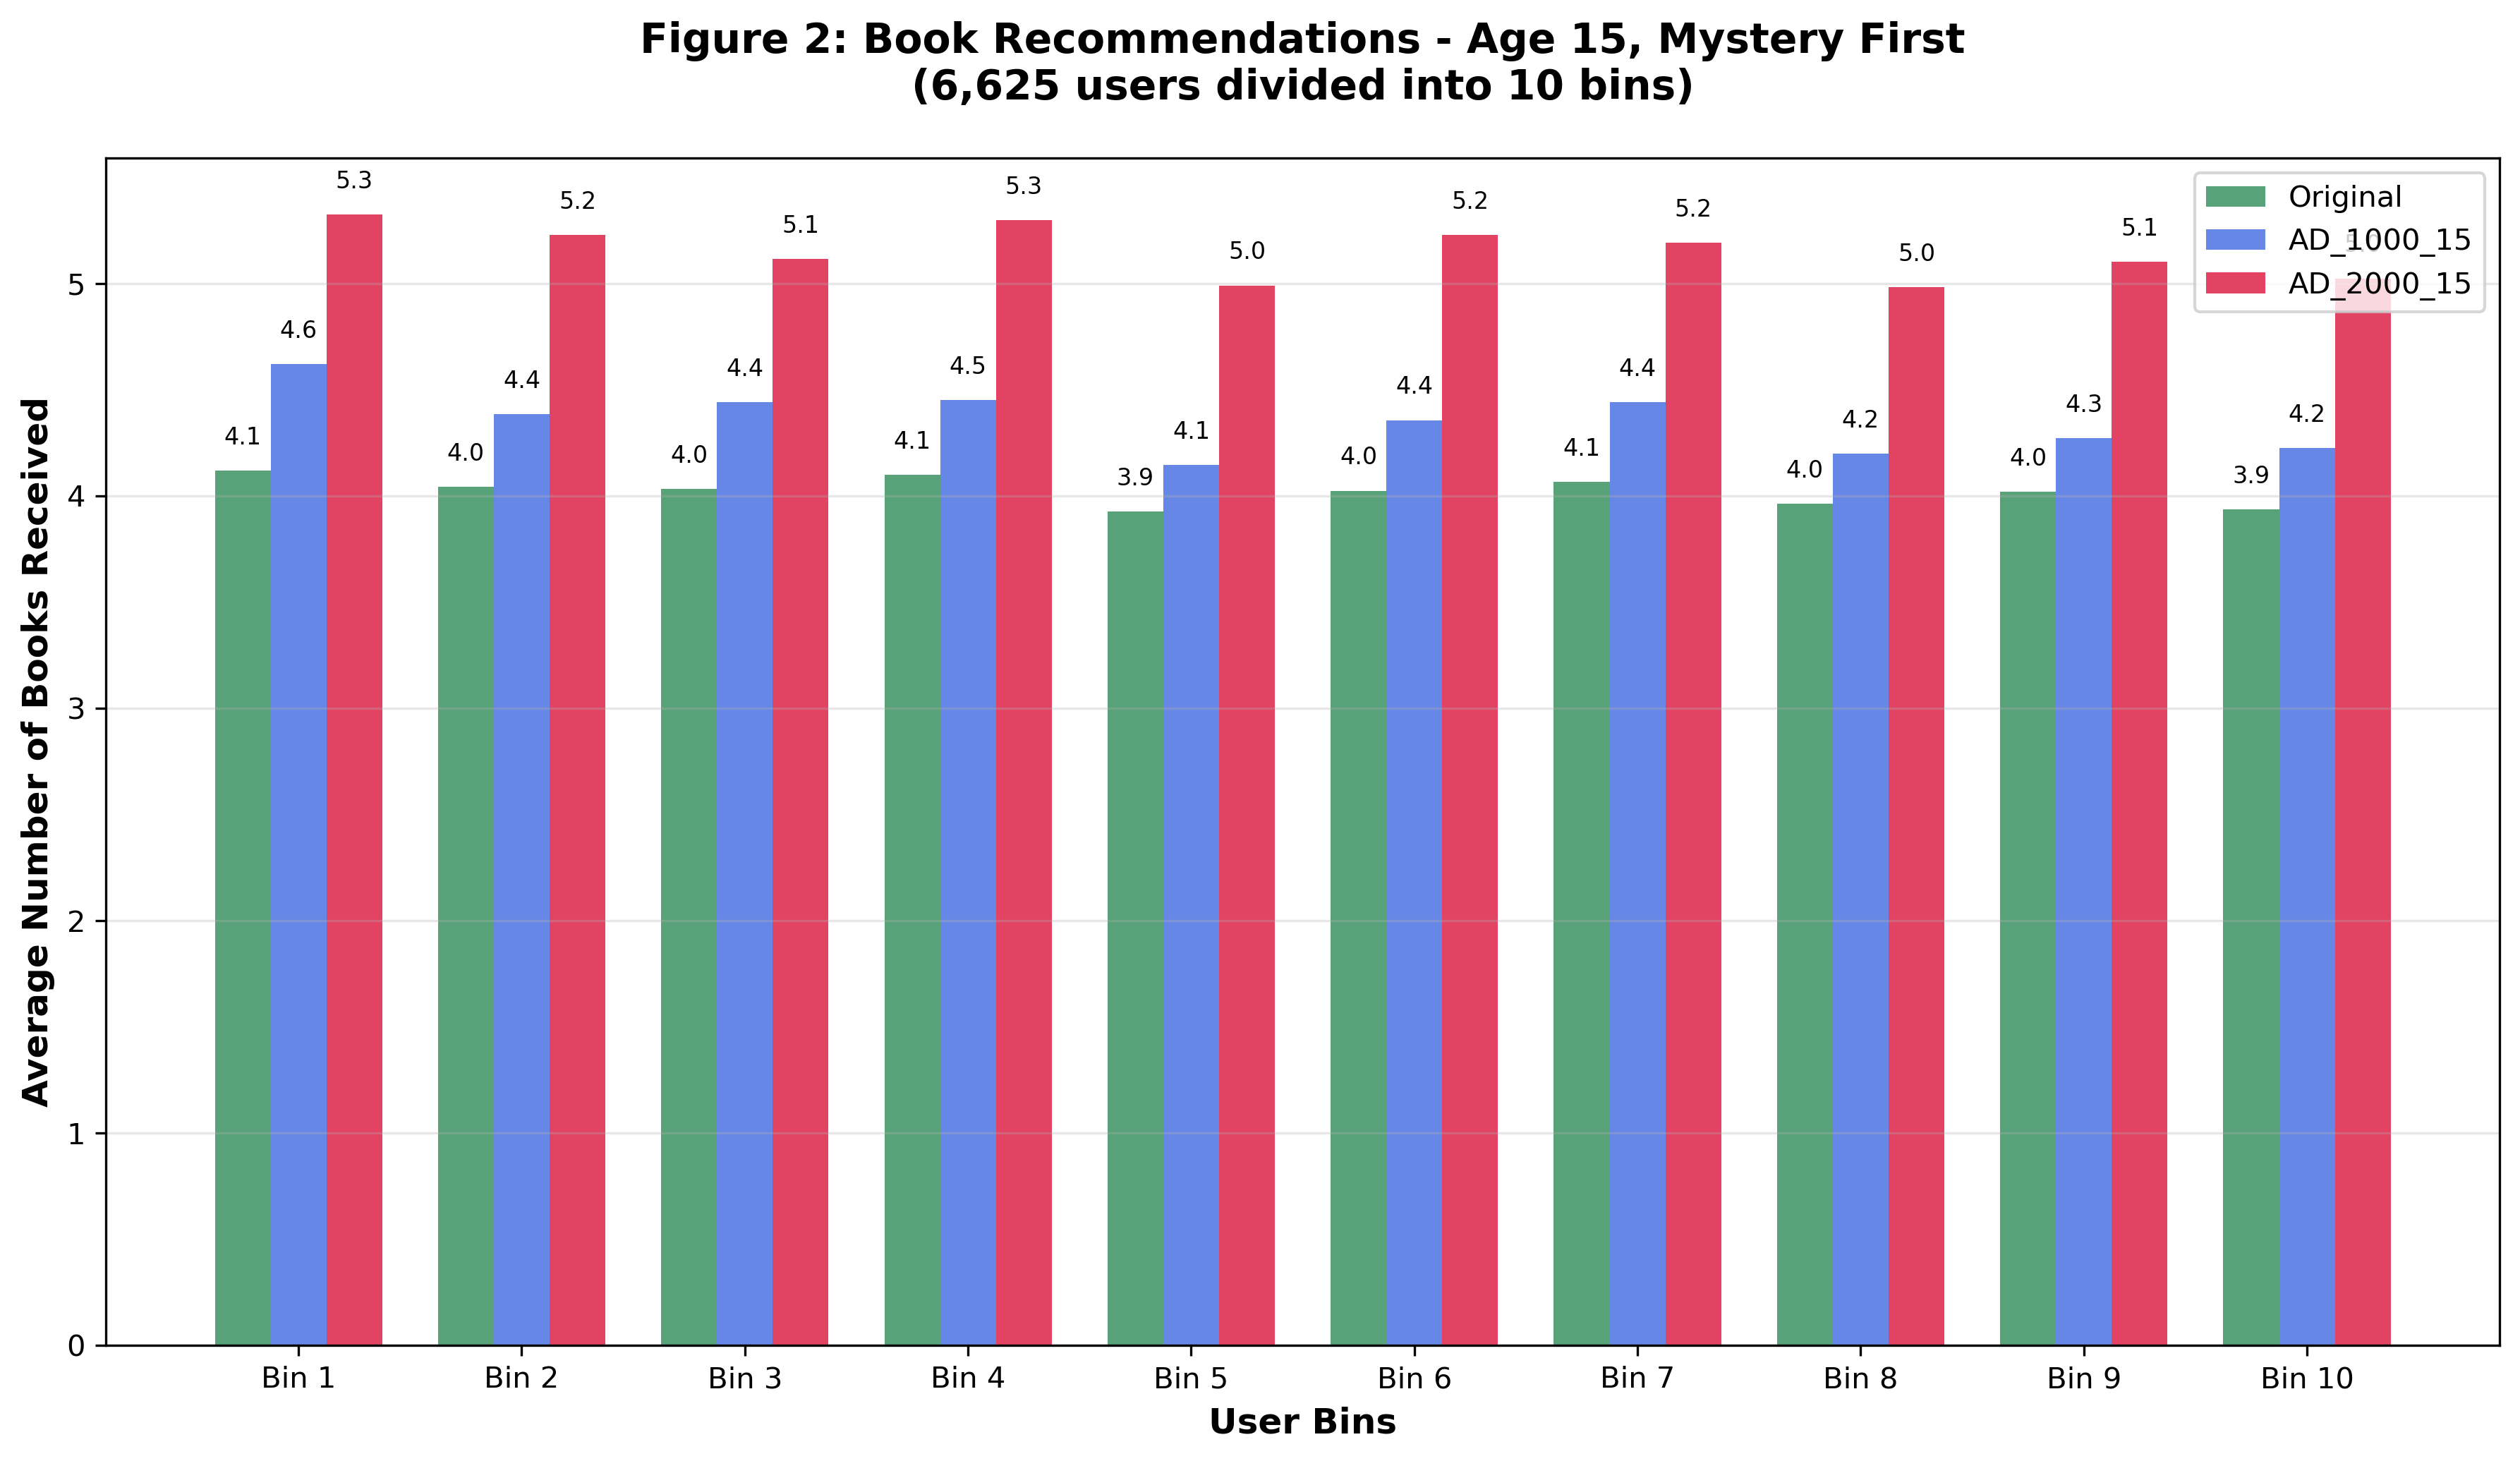 Figure 2: Book Recommendations - Age 15, Mystery First
(6,625 users divided into 10 bins)
Original
AD_1000_15
AD_2000_15
Average Number of Books Received
5
4
3
2
1
0
4.1
4.6
5.3
4.0
4.4
5.2
4.0
4.4
5.1
4.1
4.5
5.3
3.9
4.1
5.0
4.0
4.4
5.2
4.1
4.4
5.2
4.0
4.2
5.0
4.0
4.3
5.1
3.9
4.2
Bin 1
Bin 2
Bin 3
Bin 4
Bin 5
Bin 6
Bin 7
Bin 8
Bin 9
Bin 10
User Bins